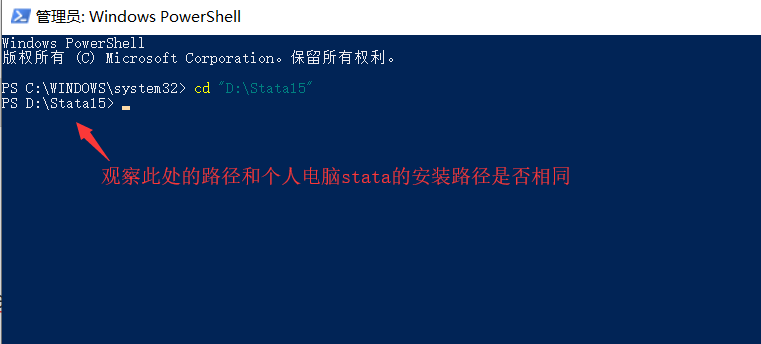 管理员: Windows PowerShell
Windows PowerShell
版权所有 (C) Microsoft Corporation。保留所有权利。
PS C:\WINDOWS\system32> cd "D:\Stata15"
PS D:\Stata15>
观察此处的路径和个人电脑stata的安装路径是否相同